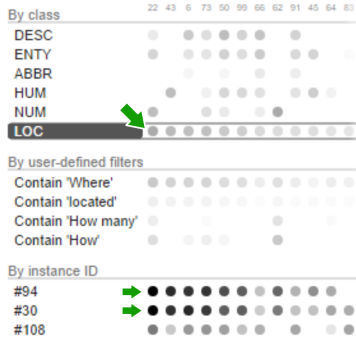 By class 22 43 6 73 50 99 66 62 91 45 64 83
DESC
ENTY
ABBR
HUM
NUM
LOC
By user-defined filters
Contain 'Where'
Contain 'located'
Contain 'How many'
Contain 'How'
By instance ID
#94
#30
#108